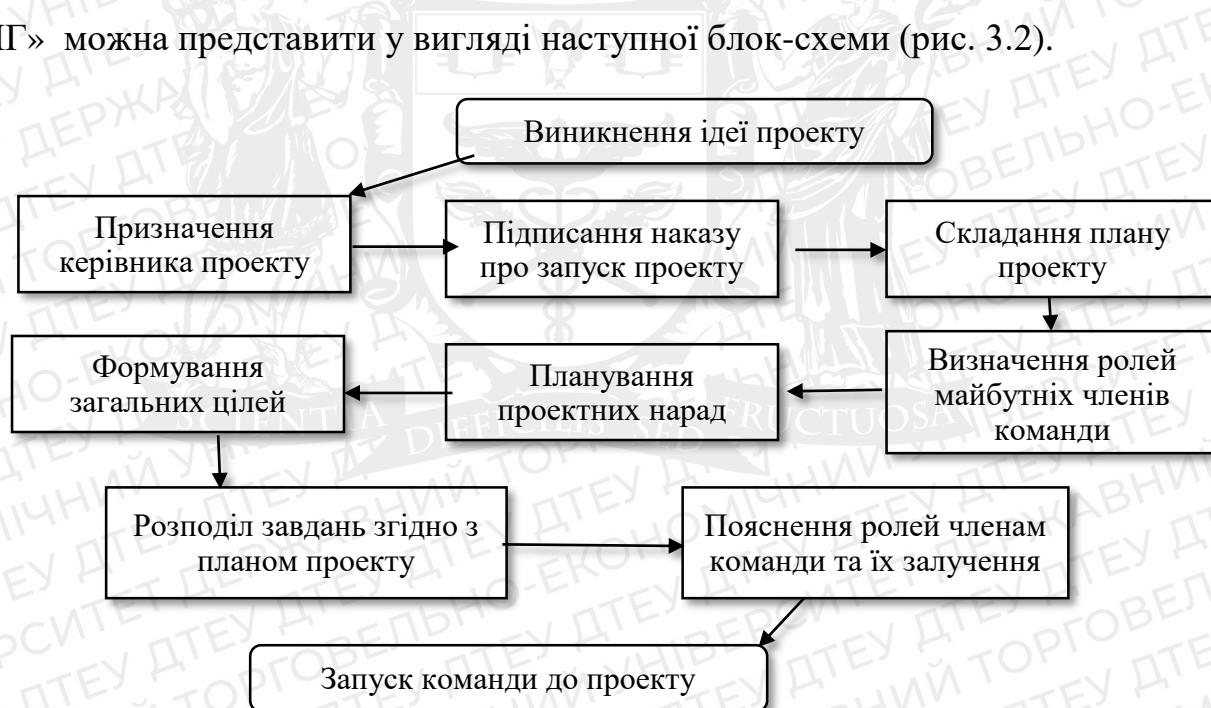 ІГ» можна представити у вигляді наступної блок-схеми (рис. 3.2).
Виникнення ідеї проекту
Призначення
керівника проекту
Підписання наказу
про запуск проекту
Складання плану
проекту
Визначення ролей
майбутніх членів
команди
Планування
проектних нарад
Формування
загальних цілей
Розподіл завдань згідно з
планом проекту
Пояснення ролей членам
команди та їх залучення
Запуск команди до проекту